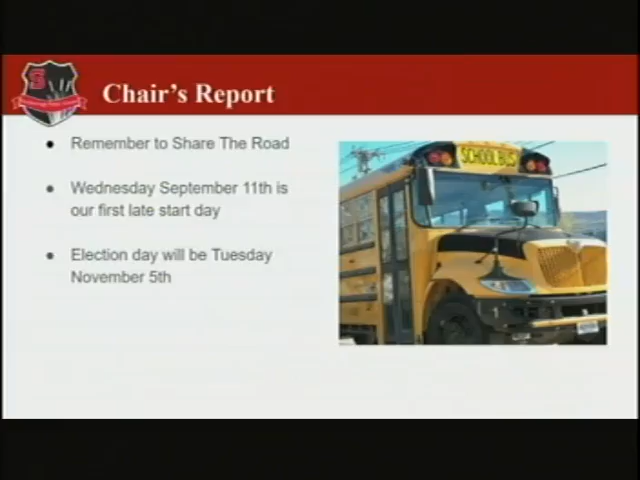 S
Chair's Report
Remember to Share The Road
Wednesday September 11th is
our first late start day
Election day will be Tuesday
November 5th
SCHOOL BUS